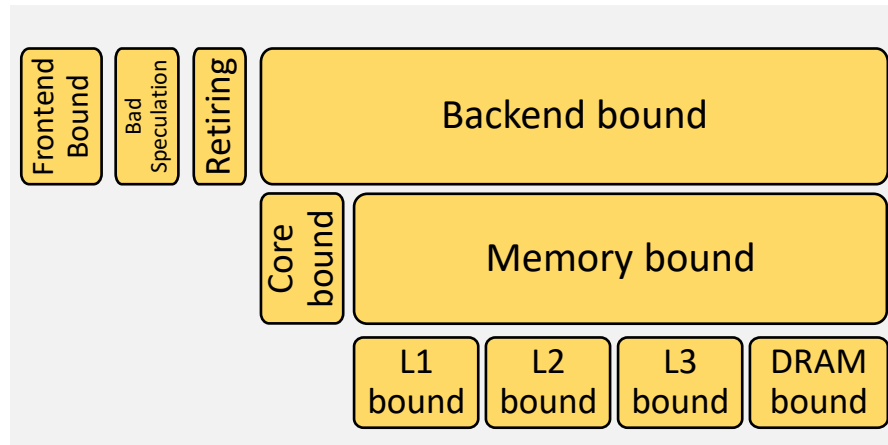 Frontend
Bound
Bad
Speculation
Retiring
Backend bound
Core
bound
Memory bound
L1
bound
L2
bound
L3
bound
DRAM
bound